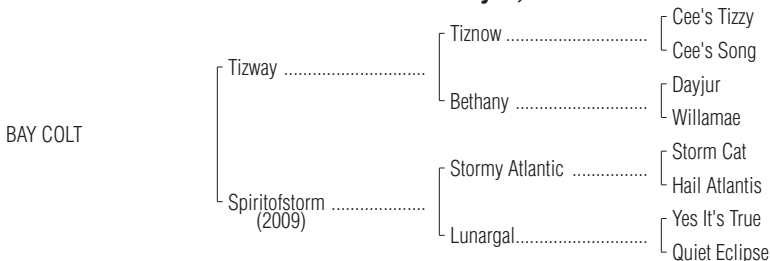 Cee's Tizzy
Tiznow ..............................
Cee's Song
Tizway ..............................
Dayjur
Bethany ............................
Willamae
BAY COLT
Storm Cat
Stormy Atlantic ................
Hail Atlantis
Spiritofstorm ....................
(2009)
Yes It's True
Lunargal............................
Quiet Eclipse